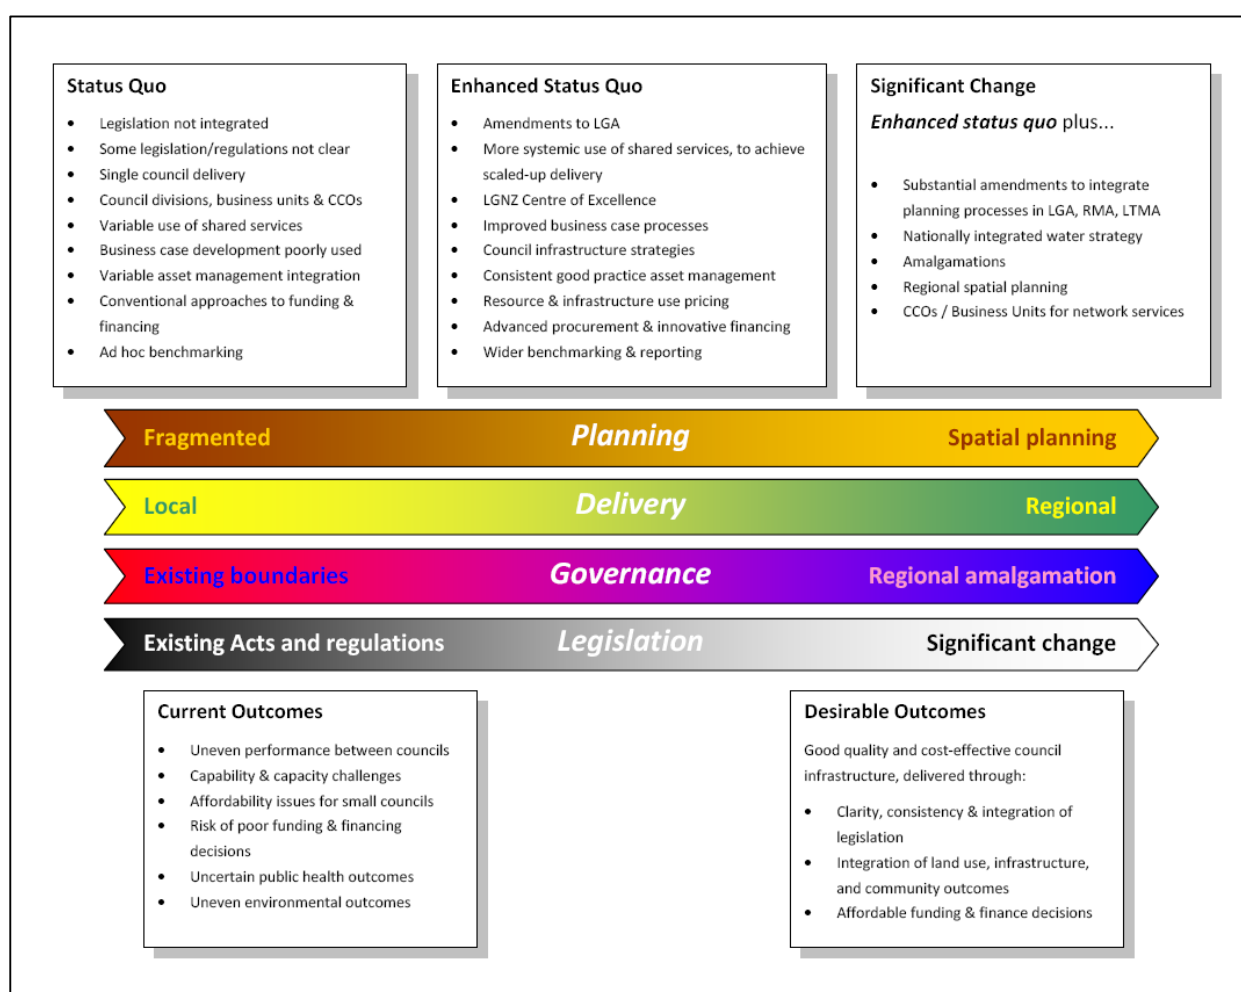 Status Quo
• Legislation not integrated
• Some legislation/regulations not clear
• Single council delivery
• Council divisions, business units & CCOs
• Variable use of shared services
• Business case development poorly used
• Variable asset management integration
• Conventional approaches to funding &
financing
• Ad hoc benchmarking
Enhanced Status Quo
• Amendments to LGA
• More systemic use of shared services, to achieve
scaled-up delivery
• LGNZ Centre of Excellence
• Improved business case processes
• Council infrastructure strategies
• Consistent good practice asset management
• Resource & infrastructure use pricing
• Advanced procurement & innovative financing
• Wider benchmarking & reporting
Significant Change
Enhanced status quo plus...
• Substantial amendments to integrate
planning processes in LGA, RMA, LTMA
• Nationally integrated water strategy
• Amalgamations
• Regional spatial planning
• CCOs / Business Units for network services
Fragmented Planning Spatial planning
Local Delivery Regional
Existing boundaries Governance Regional amalgamation
Existing Acts and regulations Legislation Significant change
Current Outcomes
• Uneven performance between councils
• Capability & capacity challenges
• Affordability issues for small councils
• Risk of poor funding & financing
decisions
• Uncertain public health outcomes
• Uneven environmental outcomes
Desirable Outcomes
Good quality and cost-effective council
infrastructure, delivered through:
• Clarity, consistency & integration of
legislation
• Integration of land use, infrastructure,
and community outcomes
• Affordable funding & finance decisions